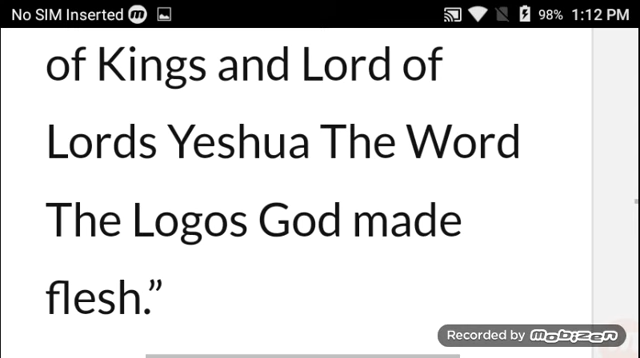 No SIM Inserted 98% 1:12 PM
of Kings and Lord of
Lords Yeshua The Word
The Logos God made
flesh.”
Recorded by mobizen